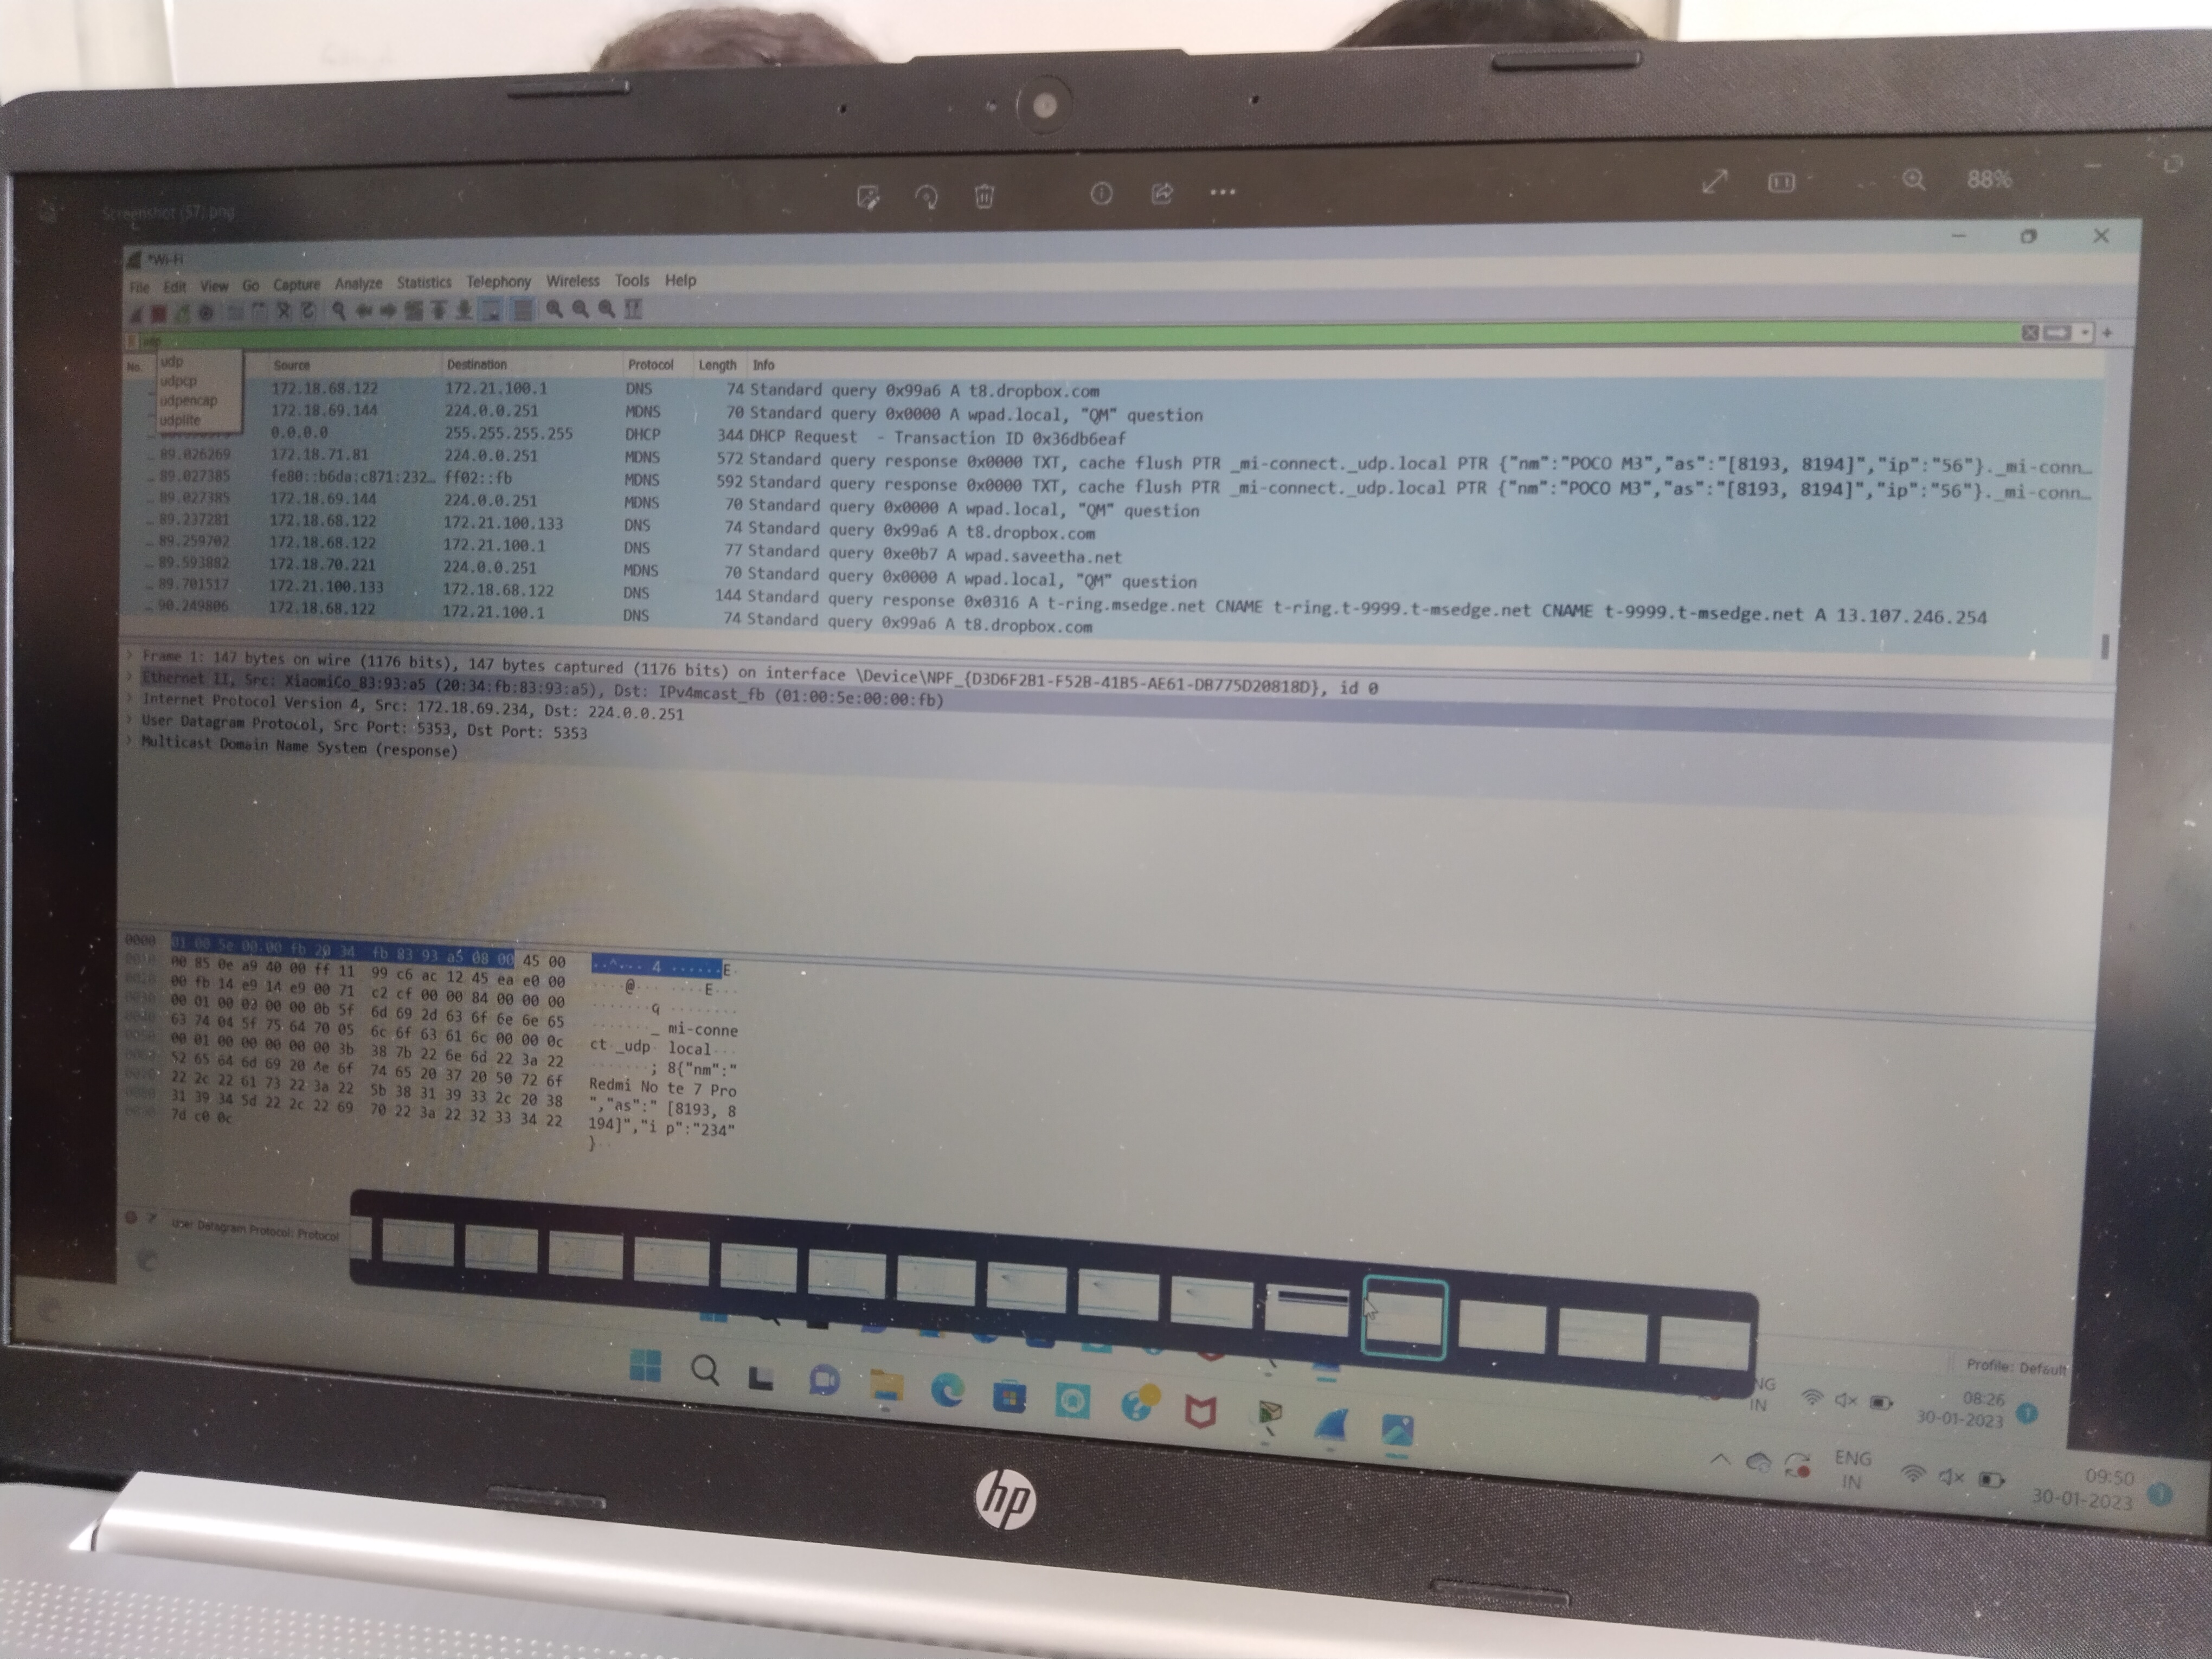 Screenshot (57).png
88%
*Wi-Fi
File Edit View Go Capture Analyze Statistics Telephony Wireless Tools Help
udp
No. Source Destination Protocol Length Info
udp
udpcp
udpencap
udplite
172.18.68.122 172.21.100.1 DNS 74 Standard query 0x99a6 A t8.dropbox.com
172.18.69.144 224.0.0.251 MDNS 70 Standard query 0x0000 A wpad.local, "QM" question
0.0.0.0 255.255.255.255 DHCP 344 DHCP Request - Transaction ID 0x36db6eaf
… 89.026269 172.18.71.81 224.0.0.251 MDNS 572 Standard query response 0x0000 TXT, cache flush PTR _mi-connect._udp.local PTR {"nm":"POCO M3","as":"[8193, 8194]","ip":"56"}._mi-conn…
… 89.027385 fe80::b6da:c871:232… ff02::fb MDNS 592 Standard query response 0x0000 TXT, cache flush PTR _mi-connect._udp.local PTR {"nm":"POCO M3","as":"[8193, 8194]","ip":"56"}._mi-conn…
… 89.027385 172.18.69.144 224.0.0.251 MDNS 70 Standard query 0x0000 A wpad.local, "QM" question
… 89.237281 172.18.68.122 172.21.100.133 DNS 74 Standard query 0x99a6 A t8.dropbox.com
… 89.259702 172.18.68.122 172.21.100.1 DNS 77 Standard query 0xe0b7 A wpad.saveetha.net
… 89.593882 172.18.70.221 224.0.0.251 MDNS 70 Standard query 0x0000 A wpad.local, "QM" question
… 89.701517 172.21.100.133 172.18.68.122 DNS 144 Standard query response 0x0316 A t-ring.msedge.net CNAME t-ring.t-9999.t-msedge.net CNAME t-9999.t-msedge.net A 13.107.246.254
… 90.249806 172.18.68.122 172.21.100.1 DNS 74 Standard query 0x99a6 A t8.dropbox.com
Frame 1: 147 bytes on wire (1176 bits), 147 bytes captured (1176 bits) on interface \Device\NPF_{D3D6F2B1-F52B-41B5-AE61-DB775D20818D}, id 0
Ethernet II, Src: XiaomiCo_83:93:a5 (20:34:fb:83:93:a5), Dst: IPv4mcast_fb (01:00:5e:00:00:fb)
Internet Protocol Version 4, Src: 172.18.69.234, Dst: 224.0.0.251
User Datagram Protocol, Src Port: 5353, Dst Port: 5353
Multicast Domain Name System (response)
0000 01 00 5e 00 00 fb 20 34 fb 83 93 a5 08 00 45 00 ··^··· 4 ······E·
0010 00 85 0e a9 40 00 ff 11 99 c6 ac 12 45 ea e0 00 ····@··· ····E···
0020 00 fb 14 e9 14 e9 00 71 c2 cf 00 00 84 00 00 00 ·······q ········
0030 00 01 00 00 00 00 0b 5f 6d 69 2d 63 6f 6e 6e 65 ·······_ mi-conne
0040 63 74 04 5f 75 64 70 05 6c 6f 63 61 6c 00 00 0c ct·_udp· local···
0050 00 01 00 00 00 00 00 3b 38 7b 22 6e 6d 22 3a 22 ·······; 8{"nm":"
0060 52 65 64 6d 69 20 4e 6f 74 65 20 37 20 50 72 6f Redmi No te 7 Pro
0070 22 2c 22 61 73 22 3a 22 5b 38 31 39 33 2c 20 38 ","as":" [8193, 8
0080 31 39 34 5d 22 2c 22 69 70 22 3a 22 32 33 34 22 194]","i p":"234"
0090 7d c0 0c }··
User Datagram Protocol: Protocol
Profile: Default
NG
IN
08:26
30-01-2023
ENG
IN
09:50
30-01-2023
hp